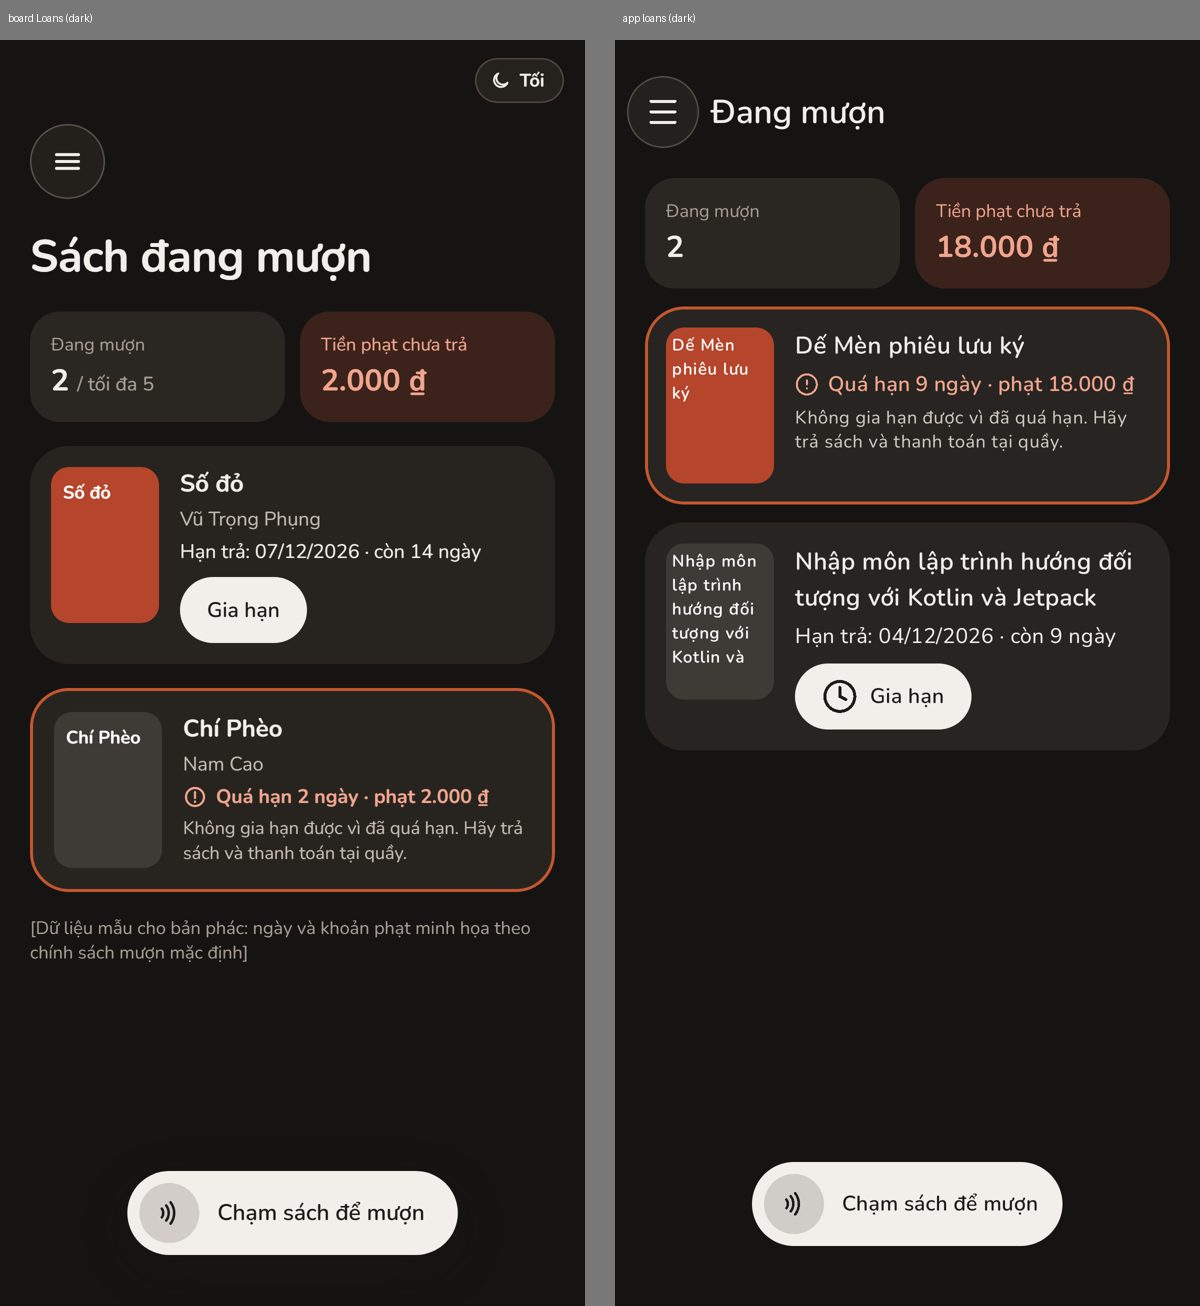 board Loans (dark)
Tối
Sách đang mượn
Đang mượn
2 / tối đa 5
Tiền phạt chưa trả
2.000 ₫
Số đỏ
Số đỏ
Vũ Trọng Phụng
Hạn trả: 07/12/2026 · còn 14 ngày
Gia hạn
Chí Phèo
Chí Phèo
Nam Cao
Quá hạn 2 ngày · phạt 2.000 ₫
Không gia hạn được vì đã quá hạn. Hãy trả
sách và thanh toán tại quầy.
[Dữ liệu mẫu cho bản phác: ngày và khoản phạt minh họa theo
chính sách mượn mặc định]
Chạm sách để mượn
app loans (dark)
Đang mượn
Đang mượn
2
Tiền phạt chưa trả
18.000 ₫
Dế Mèn
phiêu lưu
ký
Dế Mèn phiêu lưu ký
Quá hạn 9 ngày · phạt 18.000 ₫
Không gia hạn được vì đã quá hạn. Hãy
trả sách và thanh toán tại quầy.
Nhập môn
lập trình
hướng đối
tượng với
Kotlin và
Nhập môn lập trình hướng đối
tượng với Kotlin và Jetpack
Hạn trả: 04/12/2026 · còn 9 ngày
Gia hạn
Chạm sách để mượn